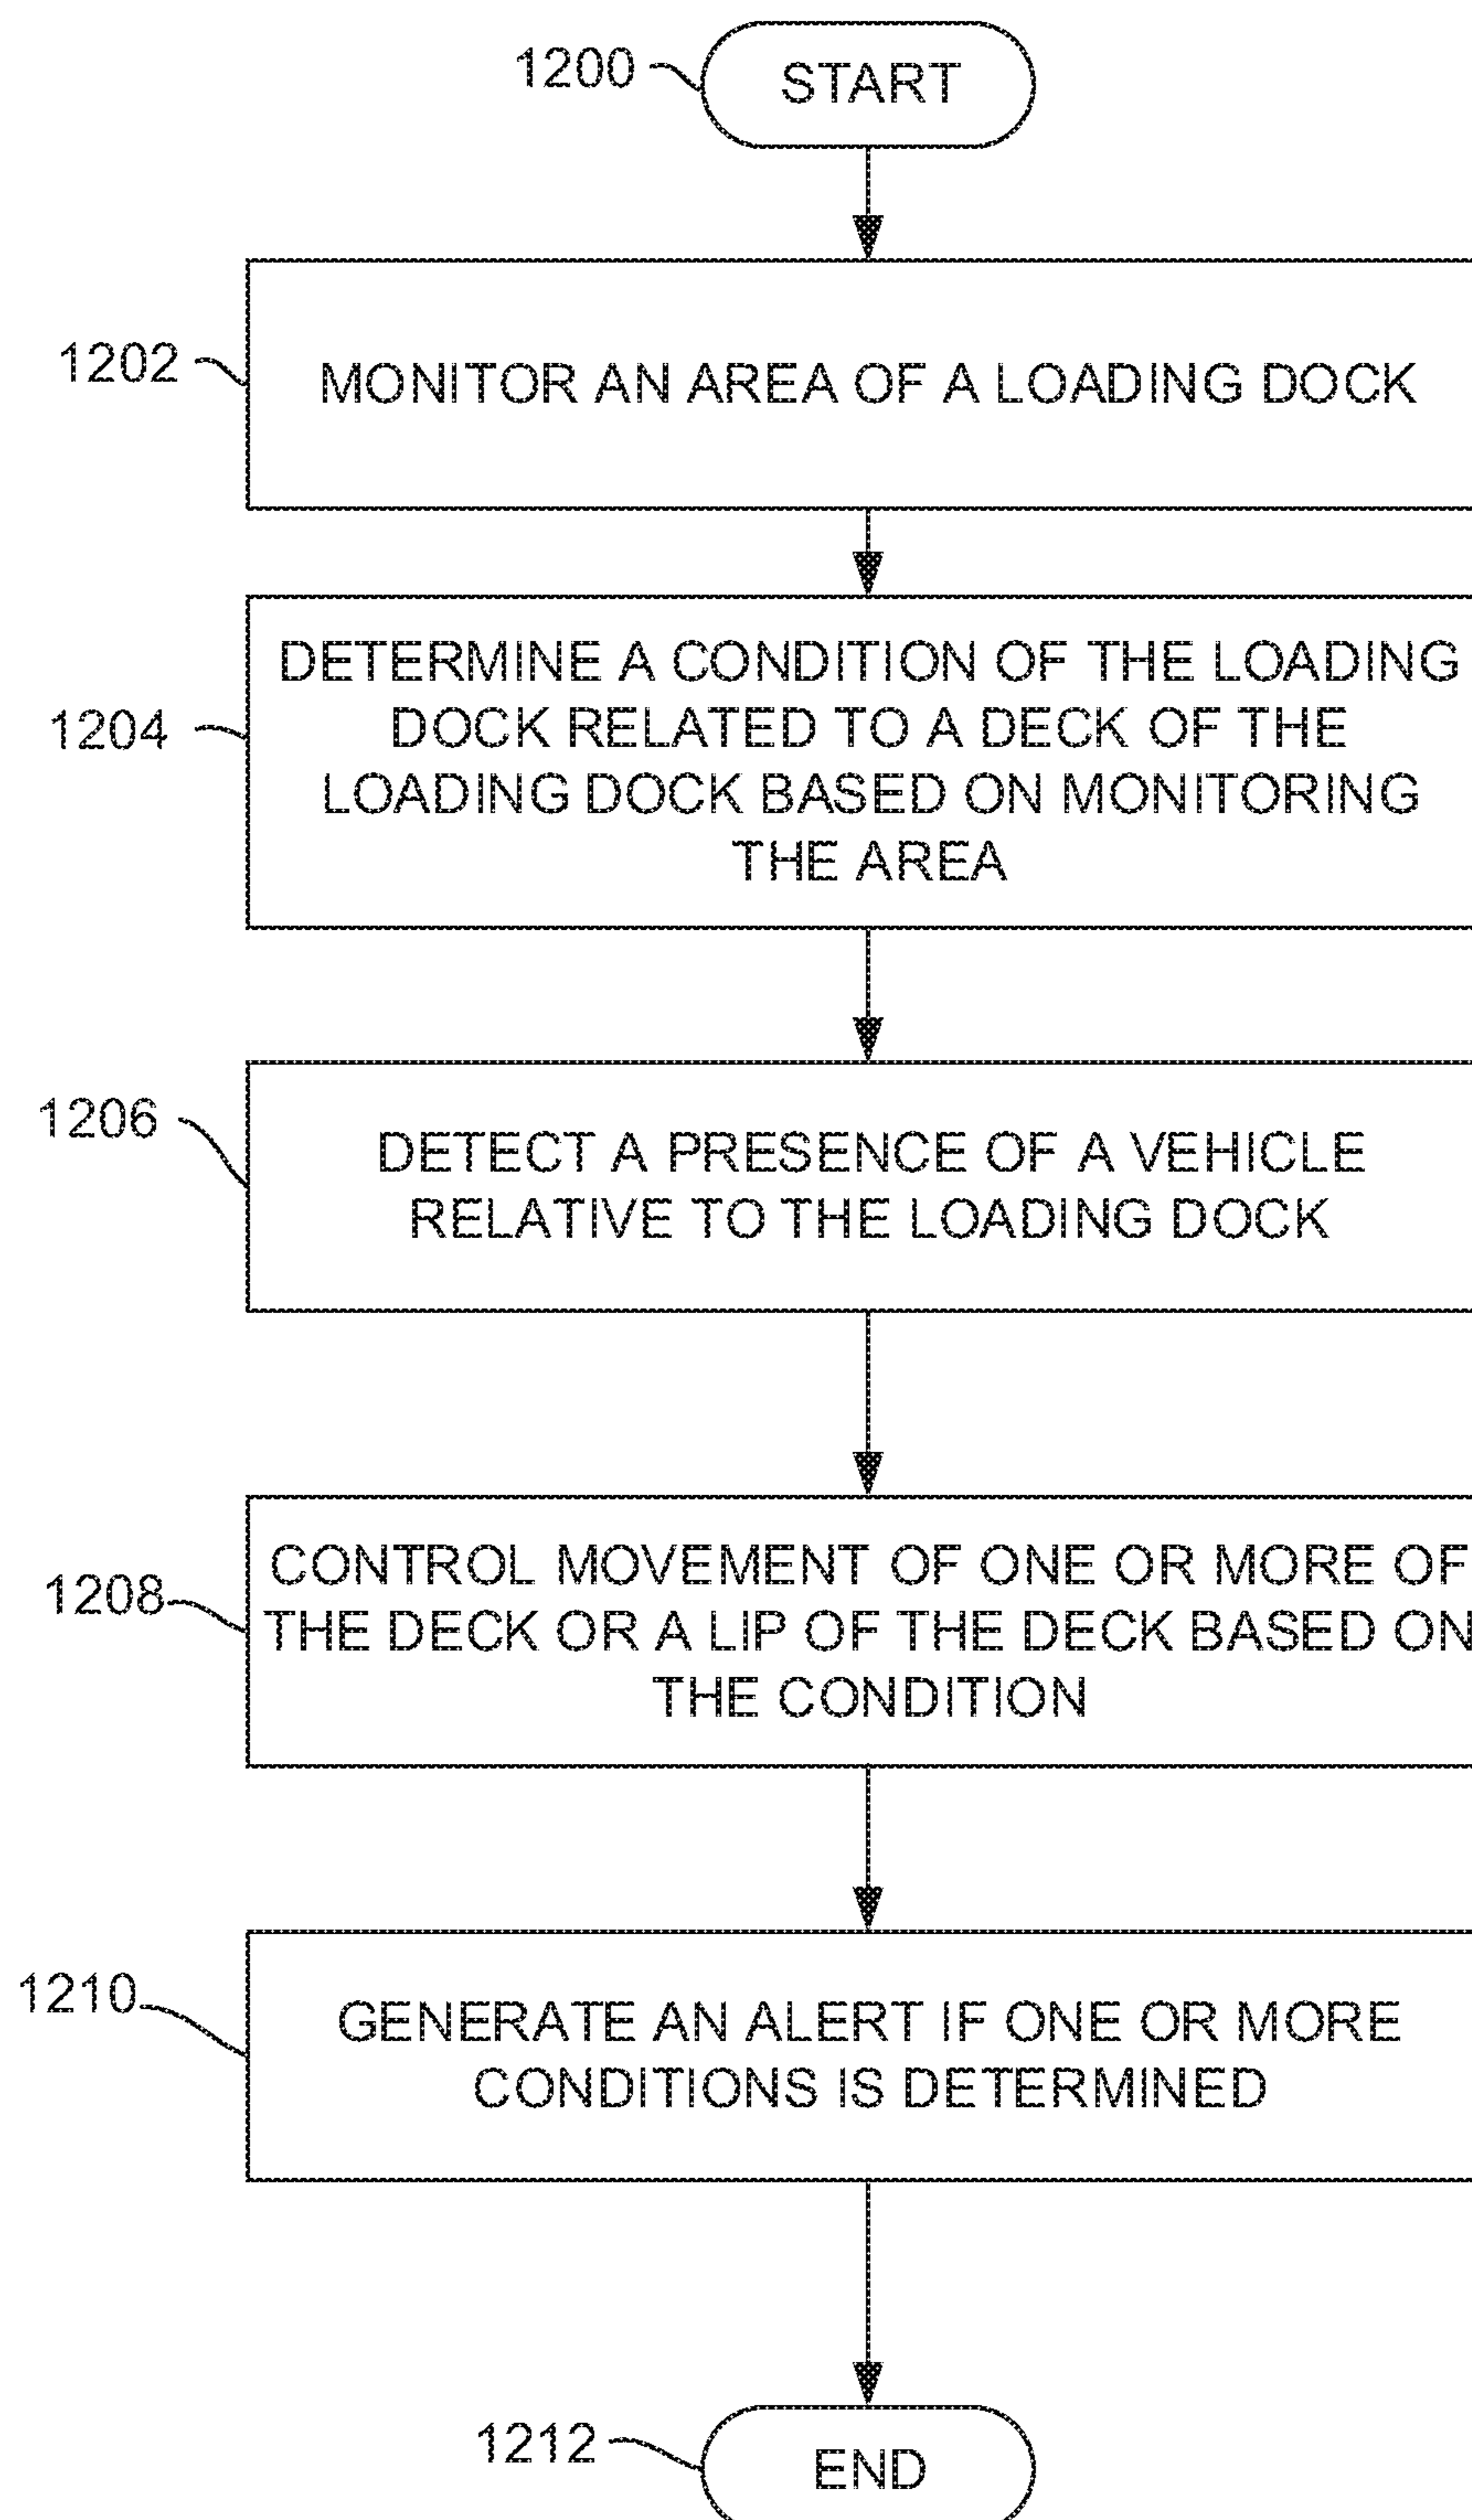 1200
START
1202
MONITOR AN AREA OF A LOADING DOCK
1204
DETERMINE A CONDITION OF THE LOADING
DOCK RELATED TO A DECK OF THE
LOADING DOCK BASED ON MONITORING
THE AREA
1206
DETECT A PRESENCE OF A VEHICLE
RELATIVE TO THE LOADING DOCK
1208
CONTROL MOVEMENT OF ONE OR MORE OF
THE DECK OR A LIP OF THE DECK BASED ON
THE CONDITION
1210
GENERATE AN ALERT IF ONE OR MORE
CONDITIONS IS DETERMINED
1212
END